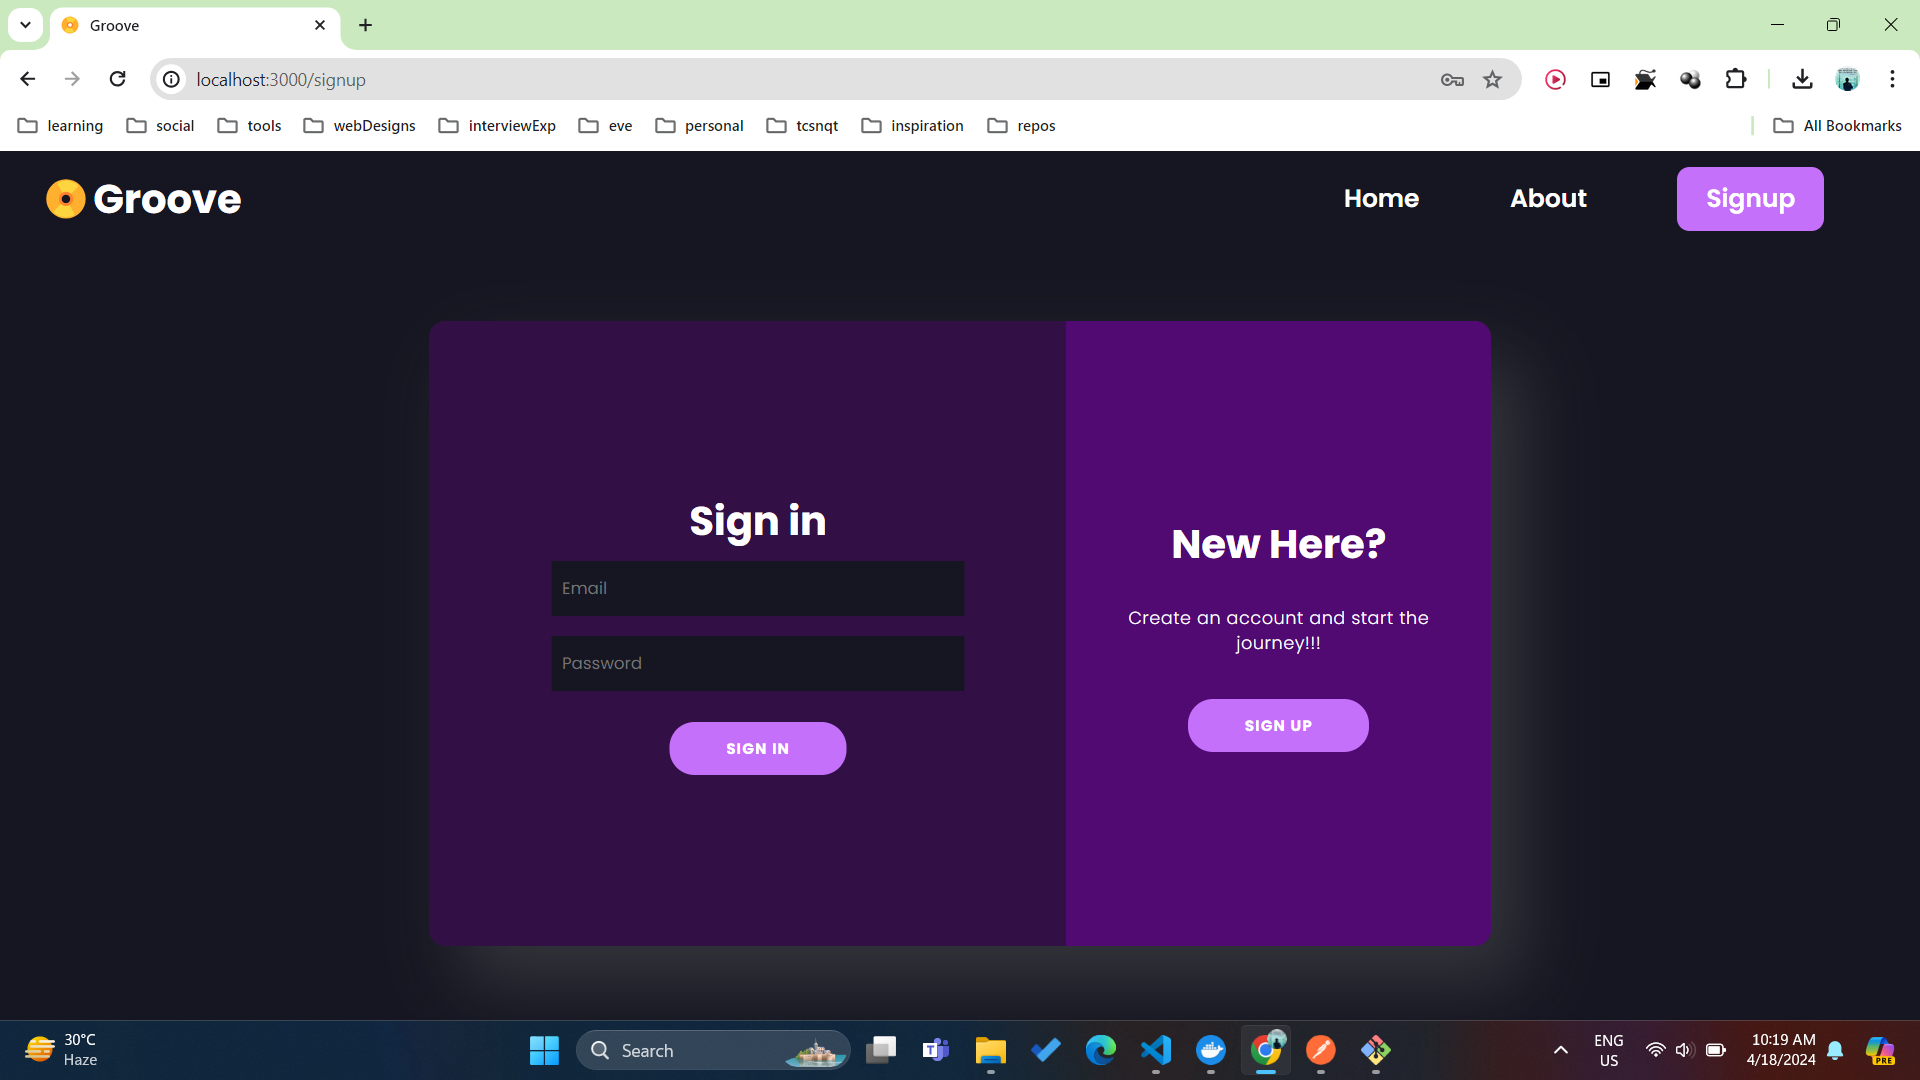 Groove
localhost:3000/signup
learning social tools webDesigns interviewExp eve personal tcsnqt inspiration repos All Bookmarks
Groove Home About Signup
Sign in
Email
Password
SIGN IN
New Here?
Create an account and start the
journey!!!
SIGN UP
30°C
Haze
Search
T
ENG
US
10:19 AM
4/18/2024
PRE